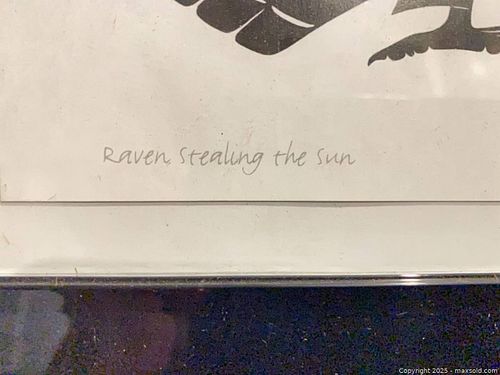 Raven Stealing the Sun
Copyright 2025 - maxsold.com